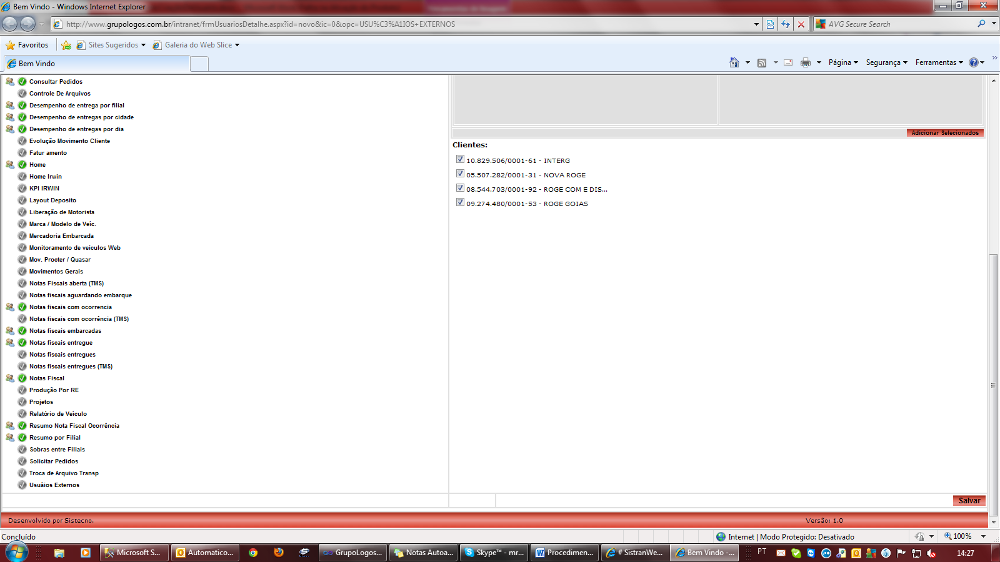 Bem Vindo - Windows Internet Explorer
http://www.grupologos.com.br/intranet/frmUsuariosDetalhe.aspx?id=novo&ic=0&opc=USU%C3%A1IOS+EXTERNOS
AVG Secure Search
Favoritos
Sites Sugeridos
Galeria do Web Slice
Bem Vindo
Página
Segurança
Ferramentas
Consultar Pedidos
Controle De Arquivos
Desempenho de entrega por filial
Desempenho de entregas por cidade
Desempenho de entregas por dia
Evolução Movimento Cliente
Fatur amento
Home
Home Irwin
KPI IRWIN
Layout Deposito
Liberação de Motorista
Marca / Modelo de Veíc.
Mercadoria Embarcada
Monitoramento de veiculos Web
Mov. Procter / Quasar
Movimentos Gerais
Notas Fiscais aberta (TMS)
Notas fiscais aguardando embarque
Notas fiscais com ocorrencia
Notas fiscais com ocorrência (TMS)
Notas fiscais embarcadas
Notas fiscais entregue
Notas fiscais entregues
Notas fiscais entregues (TMS)
Notas Fiscal
Produção Por RE
Projetos
Relatório de Veículo
Resumo Nota Fiscal Ocorrência
Resumo por Filial
Sobras entre Filiais
Solicitar Pedidos
Troca de Arquivo Transp
Usuáios Externos
Adicionar Selecionados
Clientes:
10.829.506/0001-61 - INTERG
05.507.282/0001-31 - NOVA ROGE
08.544.703/0001-92 - ROGE COM E DIS...
09.274.480/0001-53 - ROGE GOIAS
Salvar
Desenvolvido por Sistecno.
Versão: 1.0
Concluído
Internet | Modo Protegido: Desativado
100%
Microsoft S...
Automatico...
GrupoLogos...
Notas Autoa...
Skype™ - mr...
Procedimen...
# SistranWe...
Bem Vindo -...
PT
14:27